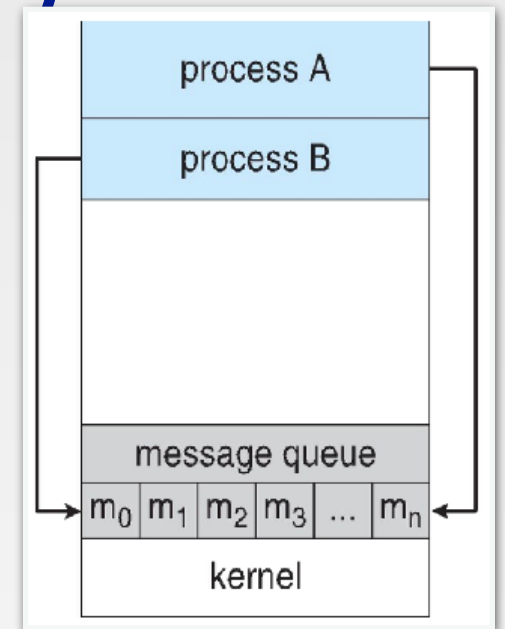 process A
process B
message queue
m₀ m₁ m₂ m₃ ... mₙ
kernel